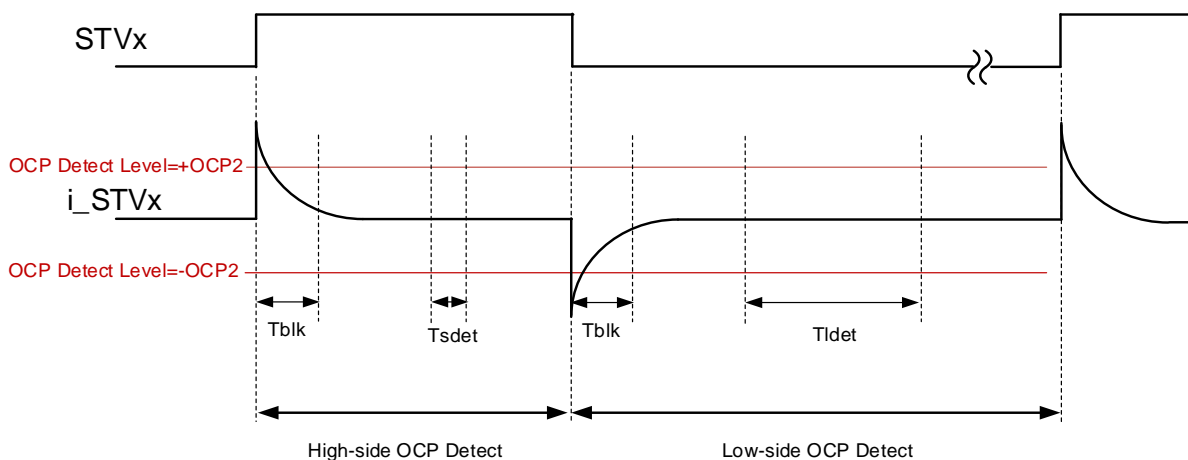 STVx
OCP Detect Level=+OCP2
i_STVx
OCP Detect Level=-OCP2
Tblk
Tsdet
Tblk
Tldet
High-side OCP Detect
Low-side OCP Detect